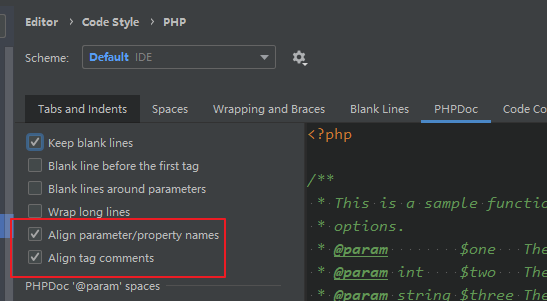 Editor › Code Style › PHP
Scheme: Default IDE
Tabs and Indents Spaces Wrapping and Braces Blank Lines PHPDoc Code Co
Keep blank lines
Blank line before the first tag
Blank lines around parameters
Wrap long lines
Align parameter/property names
Align tag comments
PHPDoc '@param' spaces
<?php
/**
* This is a sample function
* options.
* @param $one The
* @param int $two The
* @param string $three The